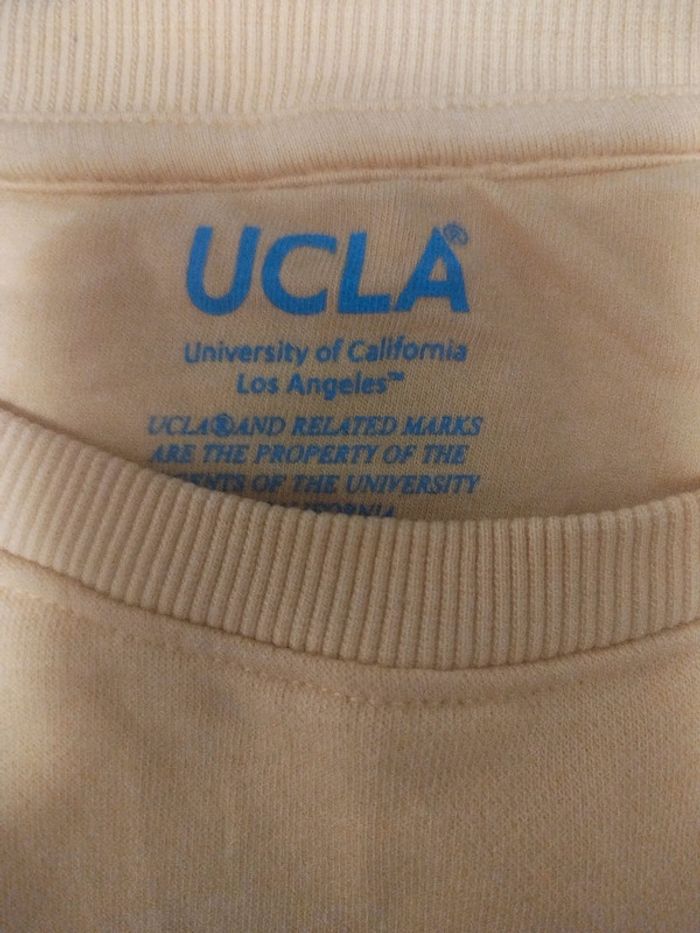 UCLA®
University of California
Los Angeles™
UCLA®AND RELATED MARKS
ARE THE PROPERTY OF THE
OF THE UNIVERSITY